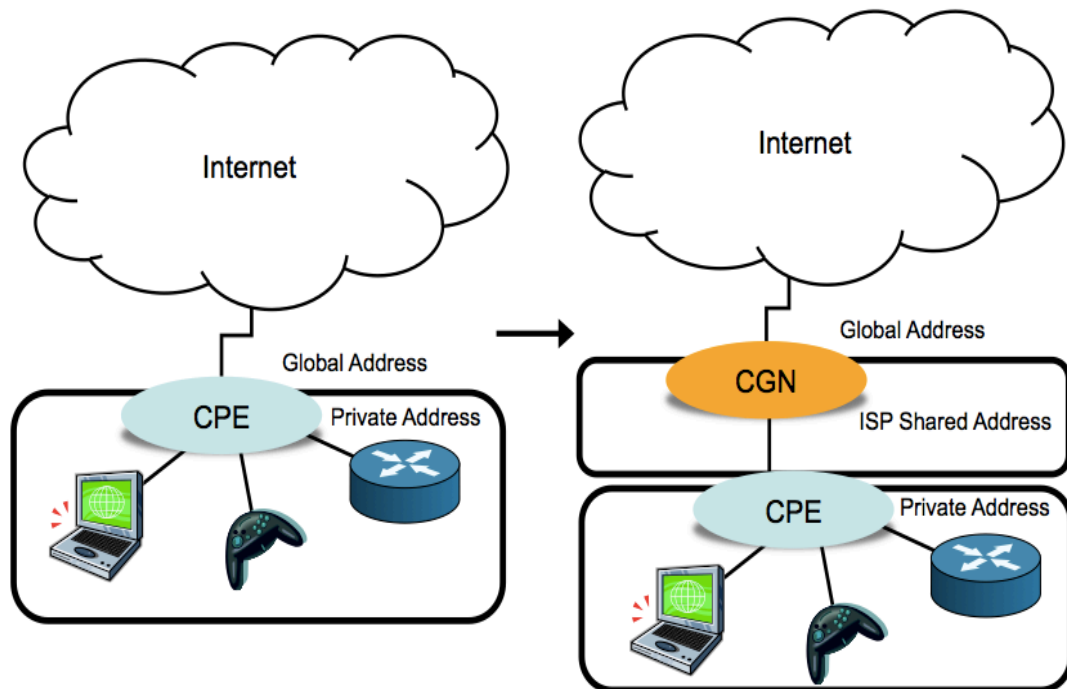 Internet
Global Address
CPE
Private Address
Internet
Global Address
CGN
ISP Shared Address
CPE
Private Address